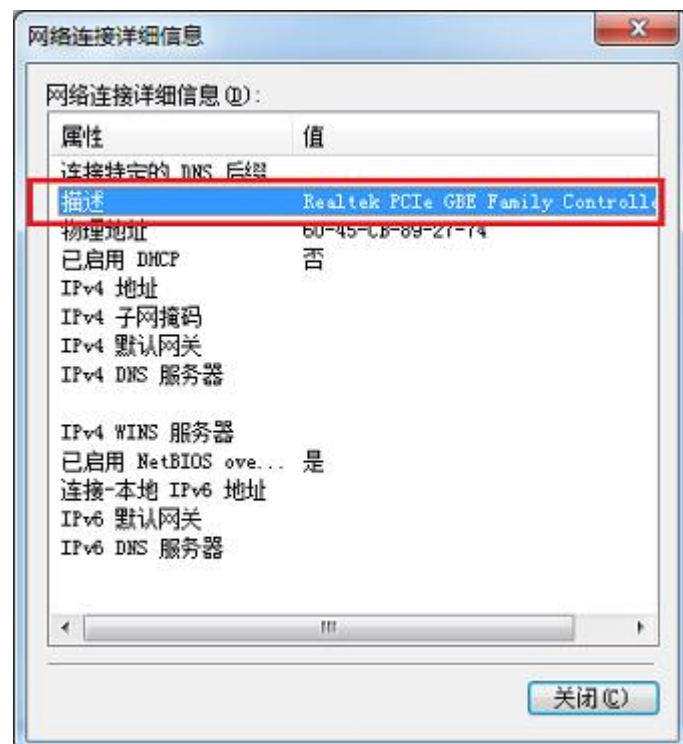 网络连接详细信息
网络连接详细信息(D):
属性 值
连接特定的 DNS 后缀
描述 Realtek PCIe GBE Family Controlle
物理地址 60-45-CB-89-27-74
已启用 DHCP 否
IPv4 地址
IPv4 子网掩码
IPv4 默认网关
IPv4 DNS 服务器
IPv4 WINS 服务器
已启用 NetBIOS ove... 是
连接-本地 IPv6 地址
IPv6 默认网关
IPv6 DNS 服务器
关闭(C)